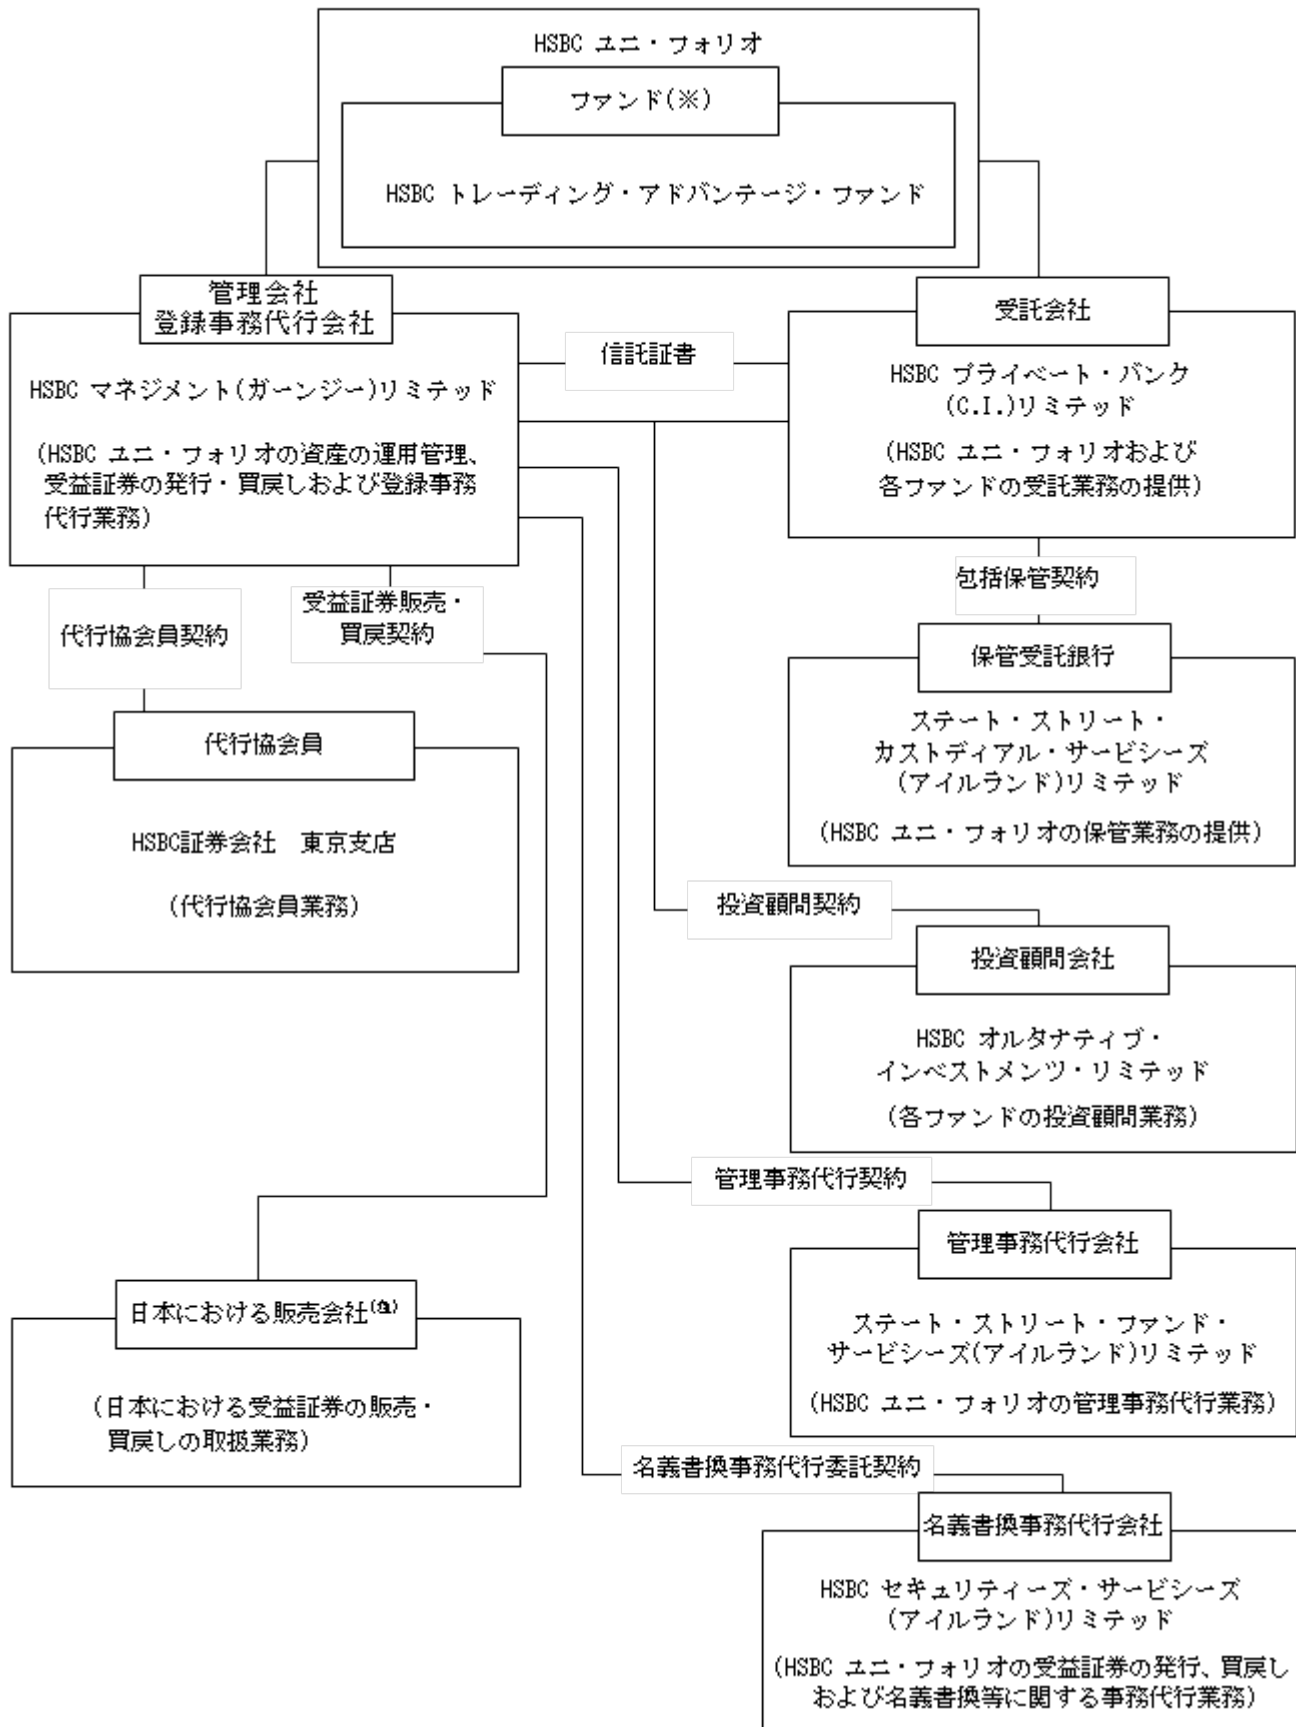 HSBC ユニ・フォリオ
ファンド(※)
HSBC トレーディング・アドバンテージ・ファンド
管理会社
登録事務代行会社
HSBC マネジメント(ガーンジー)リミテッド
(HSBC ユニ・フォリオの資産の運用管理、
受益証券の発行・買戻しおよび登録事務
代行業務)
信託証書
受託会社
HSBC プライベート・バンク
(C.I.)リミテッド
(HSBC ユニ・フォリオおよび
各ファンドの受託業務の提供)
代行協会員契約
受益証券販売・
買戻契約
包括保管契約
代行協会員
HSBC証券会社　東京支店
(代行協会員業務)
保管受託銀行
ステート・ストリート・
カストディアル・サービシーズ
(アイルランド)リミテッド
(HSBC ユニ・フォリオの保管業務の提供)
投資顧問契約
投資顧問会社
HSBC オルタナティブ・
インベストメンツ・リミテッド
(各ファンドの投資顧問業務)
管理事務代行契約
管理事務代行会社
ステート・ストリート・ファンド・
サービシーズ(アイルランド)リミテッド
(HSBC ユニ・フォリオの管理事務代行業務)
日本における販売会社
(日本における受益証券の販売・
買戻しの取扱業務)
名義書換事務代行委託契約
名義書換事務代行会社
HSBC セキュリティーズ・サービシーズ
(アイルランド)リミテッド
(HSBC ユニ・フォリオの受益証券の発行、買戻し
および名義書換等に関する事務代行業務)